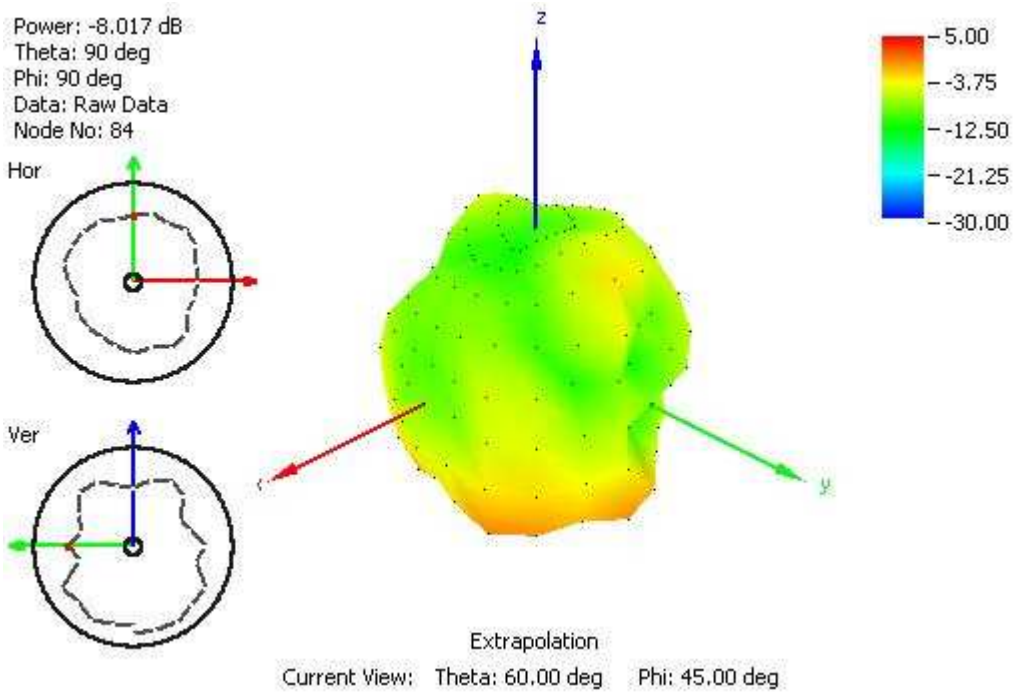 Power: -8.017 dB
Theta: 90 deg
Phi: 90 deg
Data: Raw Data
Node No: 84
Hor
Ver
z
y
5.00
-3.75
-12.50
-21.25
-30.00
Extrapolation
Current View: Theta: 60.00 deg Phi: 45.00 deg